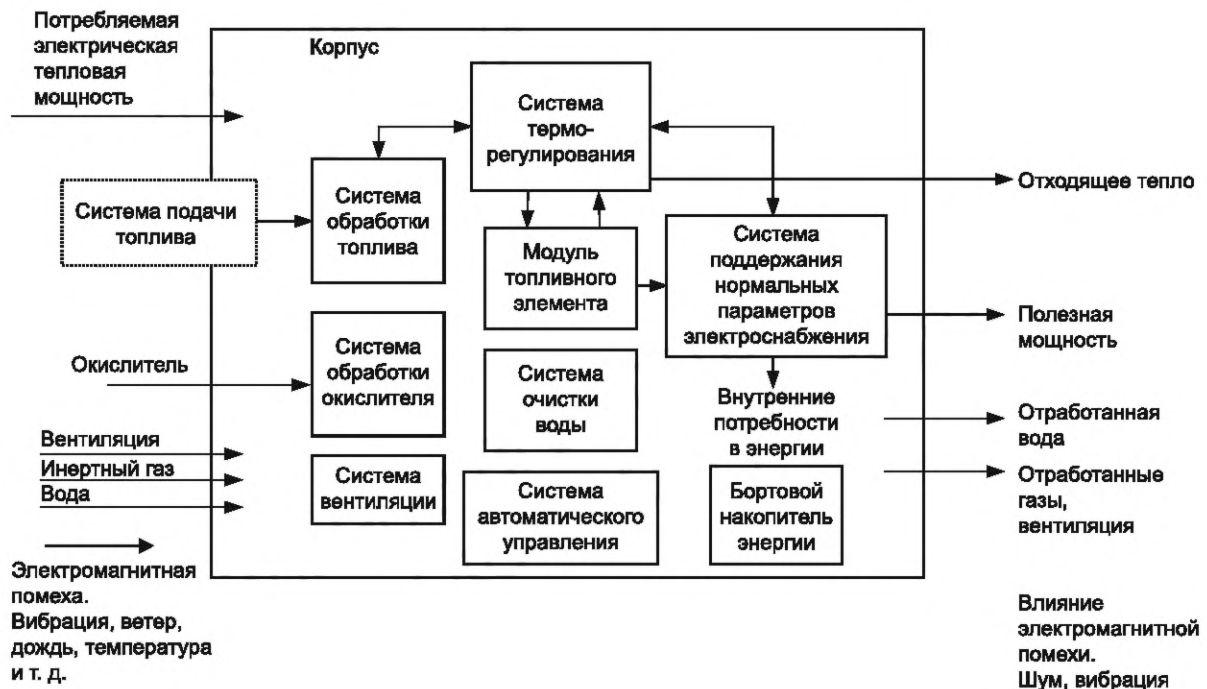 Потребляемая
электрическая
тепловая
мощность
Корпус
Система
термо-
регулирования
Отходящее тепло
Система подачи
топлива
Система
обработки
топлива
Модуль
топливного
элемента
Система
поддержания
нормальных
параметров
электроснабжения
Полезная
мощность
Окислитель
Система
обработки
окислителя
Система
очистки
воды
Внутренние
потребности
в энергии
Отработанная
вода
Вентиляция
Инертный газ
Вода
Система
вентиляции
Система
автоматического
управления
Бортовой
накопитель
энергии
Отработанные
газы,
вентиляция
Электромагнитная
помеха.
Вибрация, ветер,
дождь, температура
и т. д.
Влияние
электромагнитной
помехи.
Шум, вибрация